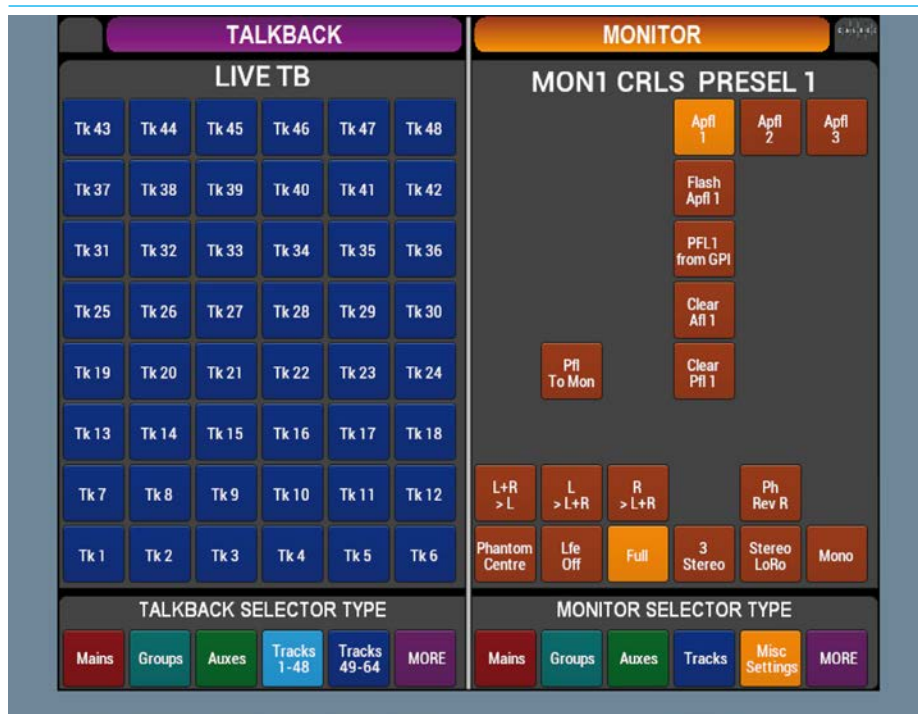 TALKBACK
LIVE TB
Tk 43 Tk 44 Tk 45 Tk 46 Tk 47 Tk 48
Tk 37 Tk 38 Tk 39 Tk 40 Tk 41 Tk 42
Tk 31 Tk 32 Tk 33 Tk 34 Tk 35 Tk 36
Tk 25 Tk 26 Tk 27 Tk 28 Tk 29 Tk 30
Tk 19 Tk 20 Tk 21 Tk 22 Tk 23 Tk 24
Tk 13 Tk 14 Tk 15 Tk 16 Tk 17 Tk 18
Tk 7 Tk 8 Tk 9 Tk 10 Tk 11 Tk 12
Tk 1 Tk 2 Tk 3 Tk 4 Tk 5 Tk 6
TALKBACK SELECTOR TYPE
Mains
Groups
Auxes
Tracks
1-48
Tracks
49-64
MORE
MONITOR
MON1 CRLS PRESEL 1
Apfl
1
Apfl
2
Apfl
3
Flash
Apfl 1
PFL1
from GPI
Clear
Afl 1
Pfl
To Mon
Clear
Pfl 1
L+R
>L
L
>L+R
R
>L+R
Ph
Rev R
Phantom
Centre
Lfe
Off
Full
3
Stereo
Stereo
LoRo
Mono
MONITOR SELECTOR TYPE
Mains
Groups
Auxes
Tracks
Misc
Settings
MORE